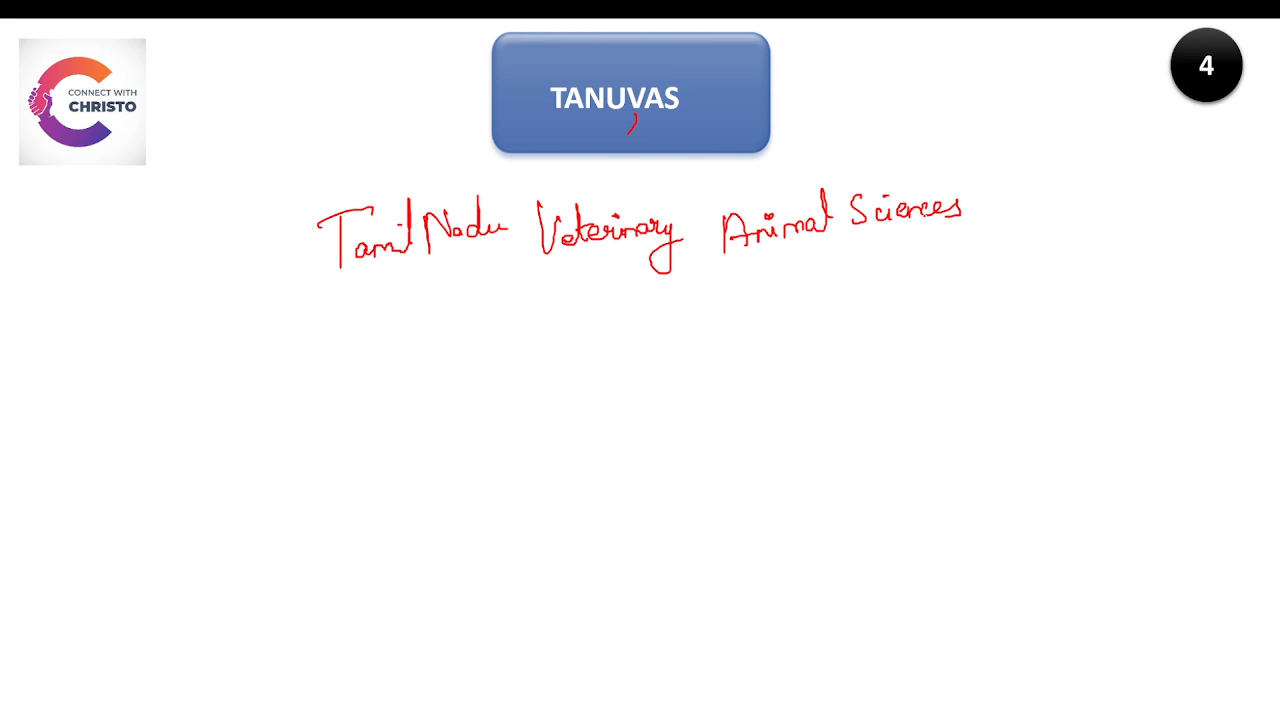 CONNECT WITH
CHRISTO
TANUVAS
4
Tamil Nadu Veterinary Animal Sciences